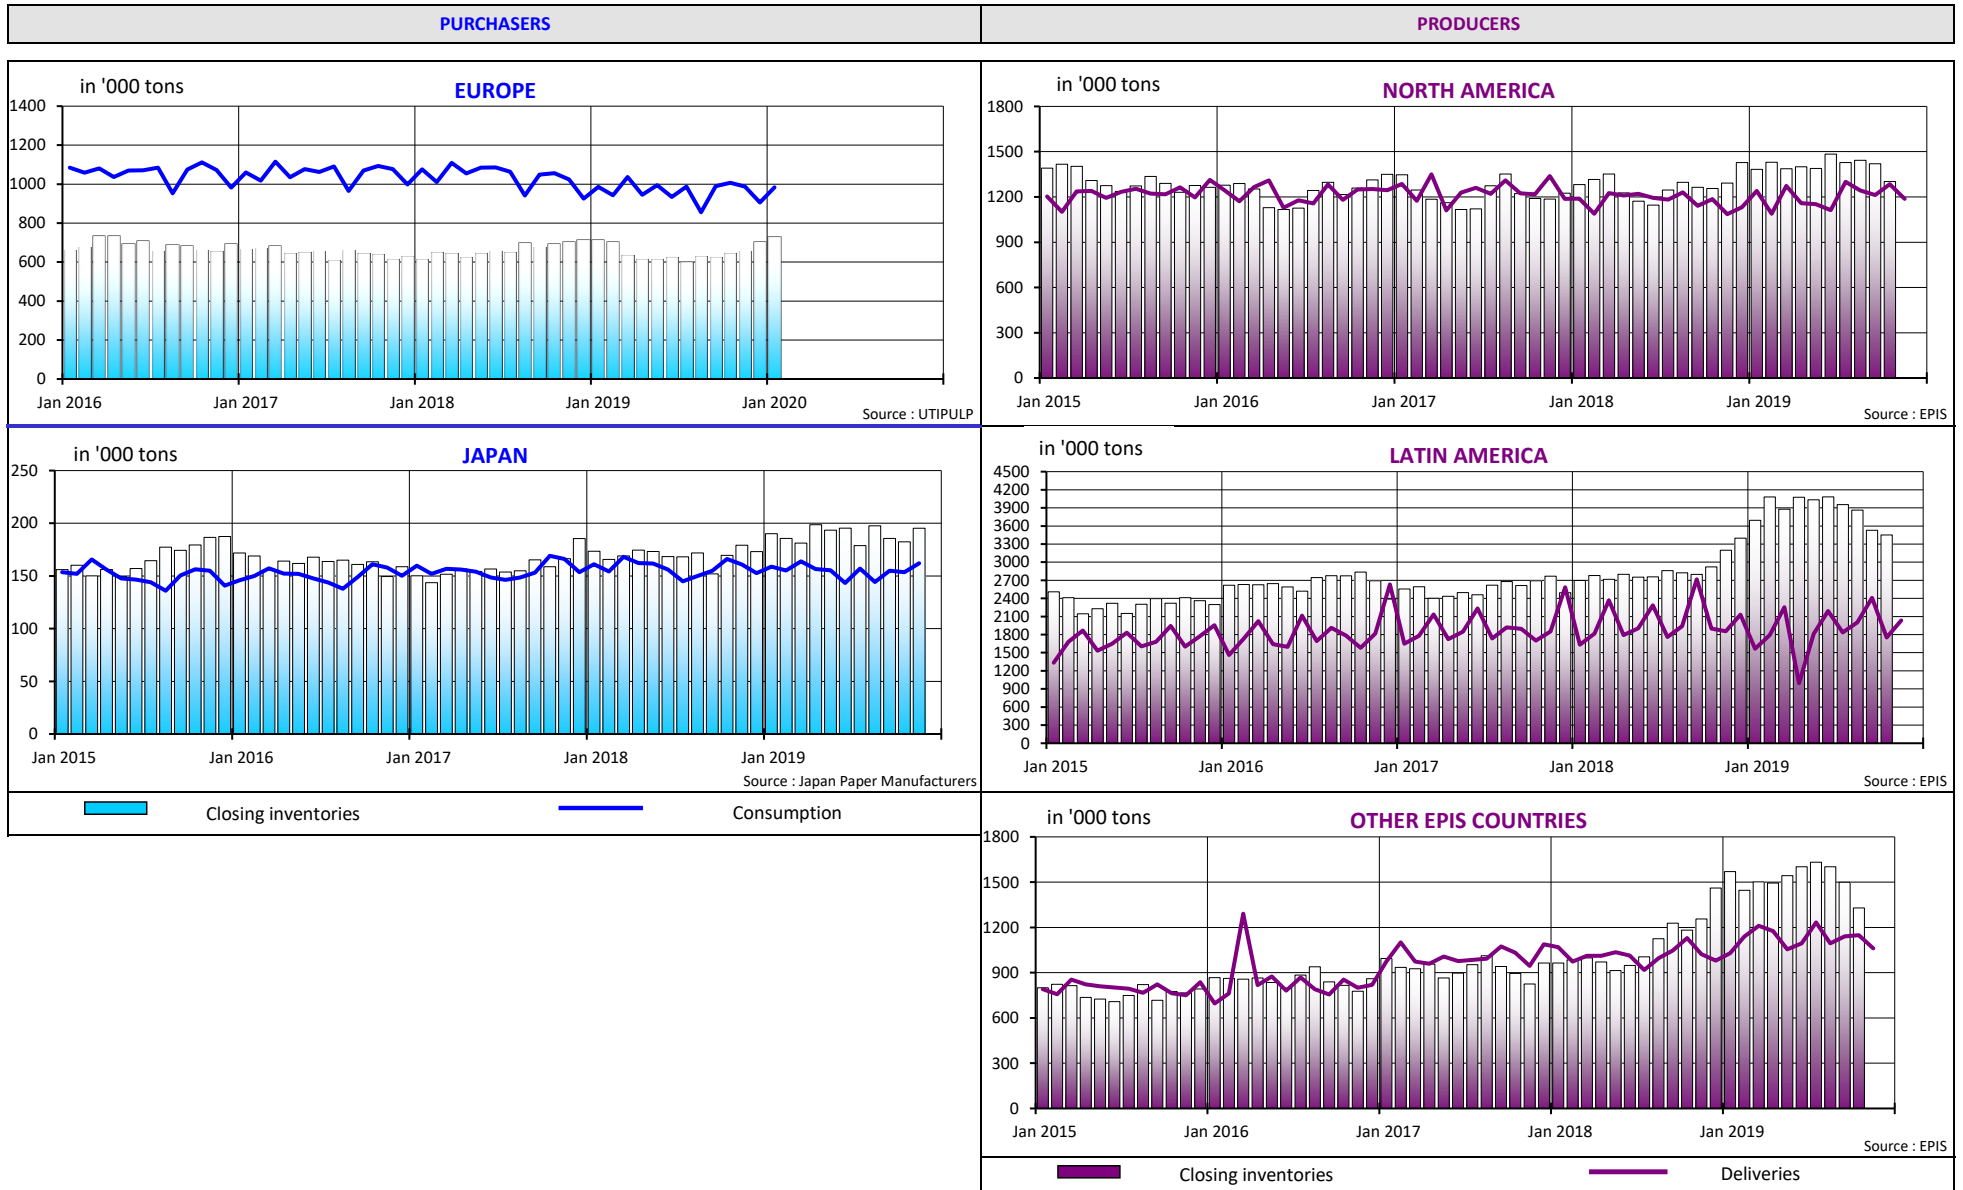 PURCHASERS
PRODUCERS
in '000 tons
EUROPE
1400
1200
1000
800
600
400
200
0
Jan 2016
Jan 2017
Jan 2018
Jan 2019
Jan 2020
Source : UTIPULP
in '000 tons
JAPAN
250
200
150
100
50
0
Jan 2015
Jan 2016
Jan 2017
Jan 2018
Jan 2019
Source : Japan Paper Manufacturers
Closing inventories
Consumption
in '000 tons
NORTH AMERICA
1800
1500
1200
900
600
300
0
Jan 2015
Jan 2016
Jan 2017
Jan 2018
Jan 2019
Source : EPIS
in '000 tons
LATIN AMERICA
4500
4200
3900
3600
3300
3000
2700
2400
2100
1800
1500
1200
900
600
300
0
Jan 2015
Jan 2016
Jan 2017
Jan 2018
Jan 2019
Source : EPIS
in '000 tons
OTHER EPIS COUNTRIES
1800
1500
1200
900
600
300
0
Jan 2015
Jan 2016
Jan 2017
Jan 2018
Jan 2019
Source : EPIS
Closing inventories
Deliveries